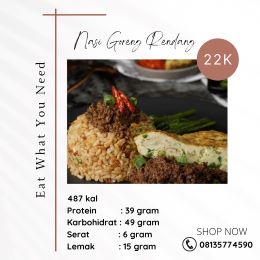 Nasi Goreng Rendang
22K
Eat What You Need
487 kal
Protein : 39 gram
Karbohidrat : 49 gram
Serat : 6 gram
Lemak : 15 gram
SHOP NOW
08135774590